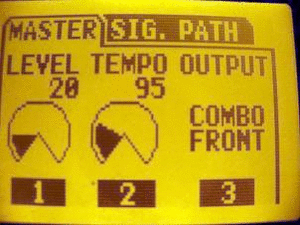 MASTER SIG. PATH
LEVEL TEMPO OUTPUT
20 95
COMBO
FRONT
1 2 3